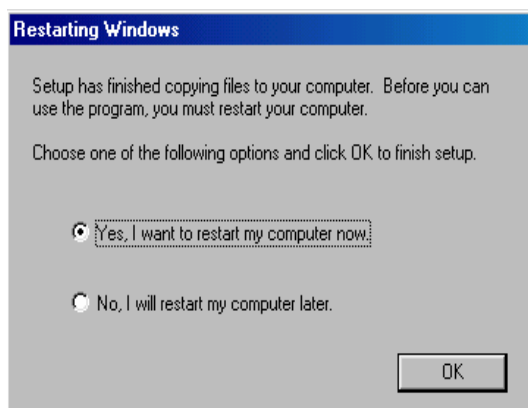 Restarting Windows
Setup has finished copying files to your computer.  Before you can
use the program, you must restart your computer.
Choose one of the following options and click OK to finish setup.
Yes, I want to restart my computer now.
No, I will restart my computer later.
OK